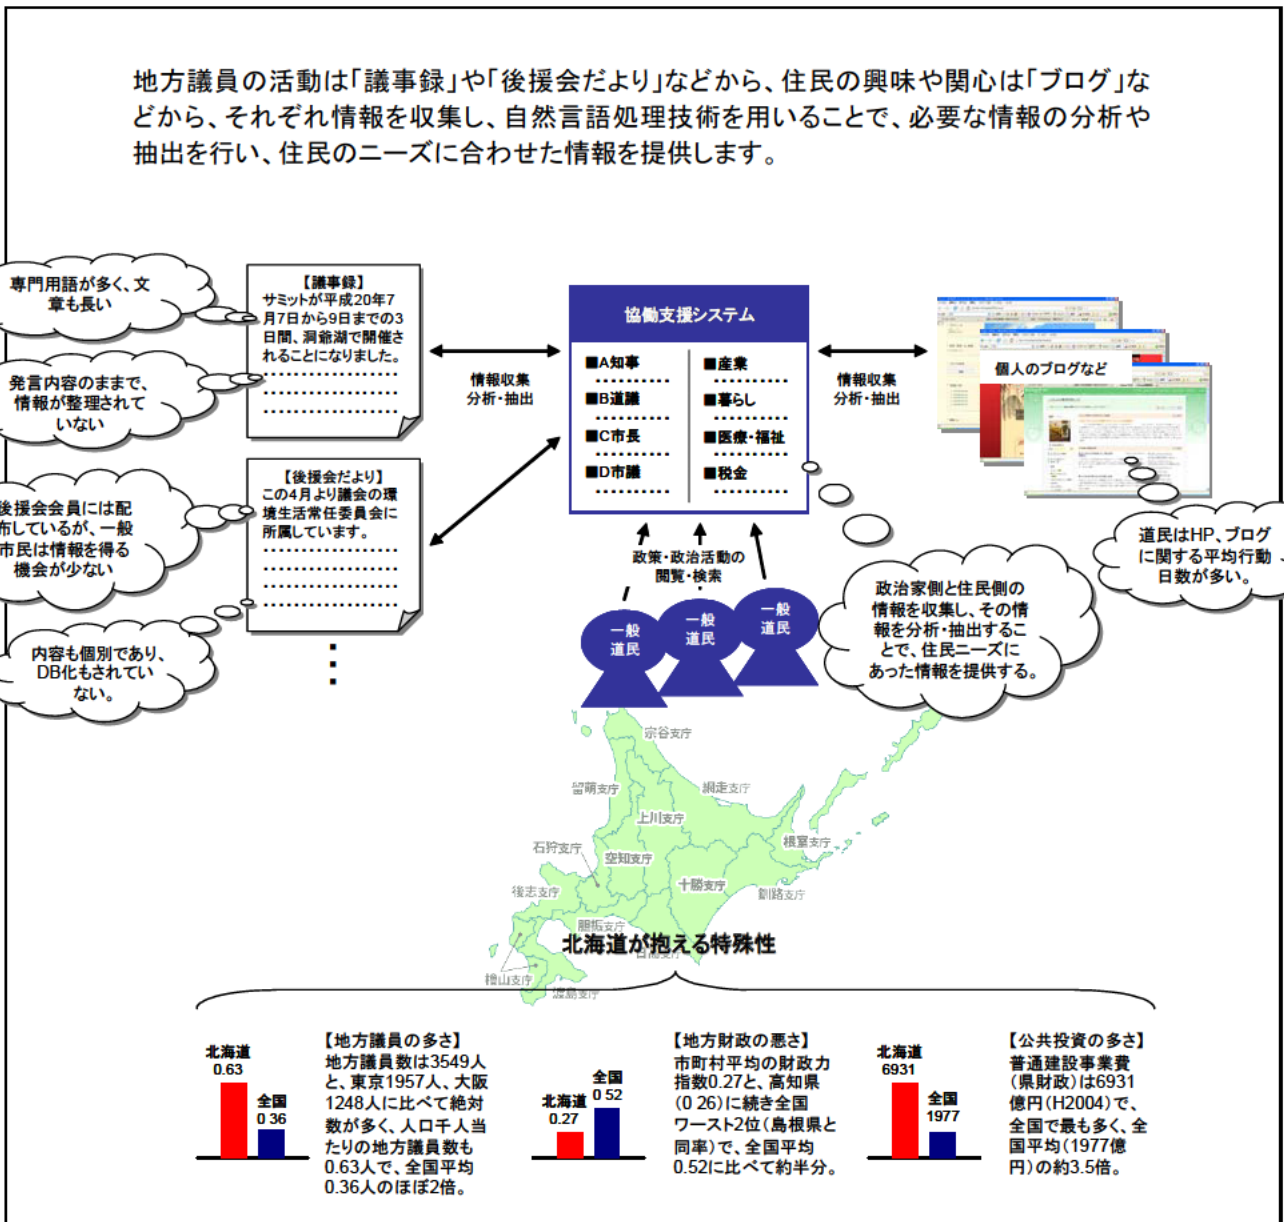 地方議員の活動は「議事録」や「後援会だより」などから、住民の興味や関心は「ブログ」な
どから、それぞれ情報を収集し、自然言語処理技術を用いることで、必要な情報の分析や
抽出を行い、住民のニーズに合わせた情報を提供します。
専門用語が多く、文
章も長い
発言内容のままで、
情報が整理されて
いない
【議事録】
サミットが平成20年7
月7日から9日までの3
日間、洞爺湖で開催さ
れることになりました。
情報収集
分析・抽出
協働支援システム
■A知事
■B道議
■C市長
■D市議
■産業
■暮らし
■医療・福祉
■税金
情報収集
分析・抽出
個人のブログなど
後援会会員には配
布しているが、一般
市民は情報を得る
機会が少ない
内容も個別であり、
DB化もされてい
ない。
【後援会だより】
この4月より議会の環
境生活常任委員会に
所属しています。
政策・政治活動の
閲覧・検索
一般
道民
一般
道民
一般
道民
道民はHP、ブログ
に関する平均行動
日数が多い。
政治家側と住民側の
情報を収集し、その情
報を分析・抽出するこ
とで、住民ニーズに
あった情報を提供する。
宗谷支庁
留萌支庁
網走支庁
上川支庁
石狩支庁
空知支庁
根室支庁
後志支庁
十勝支庁
釧路支庁
胆振支庁
北海道が抱える特殊性
日高支庁
檜山支庁
渡島支庁
北海道
0.63
全国
0 36
【地方議員の多さ】
地方議員数は3549人
と、東京1957人、大阪
1248人に比べて絶対
数が多く、人口千人当
たりの地方議員数も
0.63人で、全国平均
0.36人のほぼ2倍。
北海道
0.27
全国
0 52
【地方財政の悪さ】
市町村平均の財政力
指数0.27と、高知県
(0 26)に続き全国
ワースト2位(島根県と
同率)で、全国平均
0.52に比べて約半分。
北海道
6931
全国
1977
【公共投資の多さ】
普通建設事業費
(県財政)は6931
億円(H2004)で、
全国で最も多く、全
国平均(1977億
円)の約3.5倍。